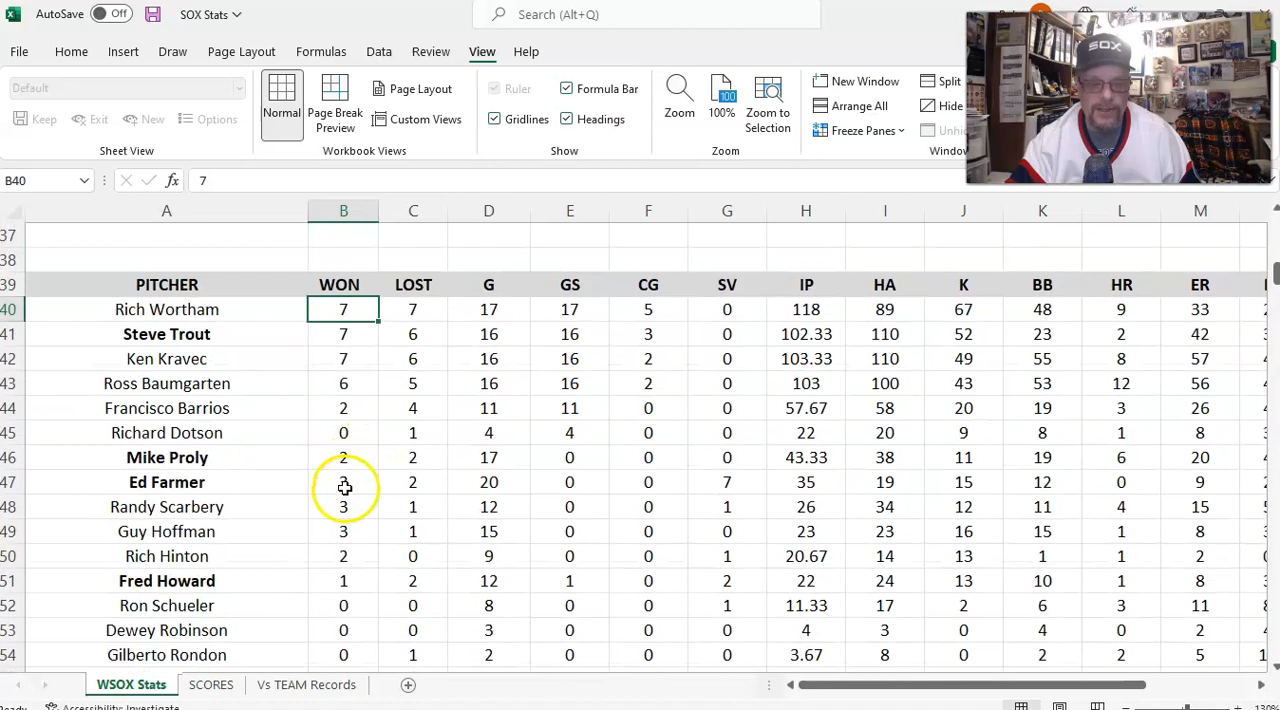 AutoSave Off SOX Stats Search (Alt+Q)
File Home Insert Draw Page Layout Formulas Data Review View Help
Default
Keep Exit New Options
Sheet View
Normal
Page Break Preview
Page Layout
Custom Views
Workbook Views
Ruler Formula Bar
Gridlines Headings
Show
Zoom 100% Zoom to Selection
100
Zoom
New Window Split
Arrange All Hide
Freeze Panes
SOX
B40 fx 7
A B C D E F G H I J K L M
37
38
39 PITCHER WON LOST G GS CG SV IP HA K BB HR ER
40 Rich Wortham 7 7 17 17 5 0 118 89 67 48 9 33
41 Steve Trout 7 6 16 16 3 0 102.33 110 52 23 2 42
42 Ken Kravec 7 6 16 16 2 0 103.33 110 49 55 8 57
43 Ross Baumgarten 6 5 16 16 2 0 103 100 43 53 12 56
44 Francisco Barrios 2 4 11 11 0 0 57.67 58 20 19 3 26
45 Richard Dotson 0 1 4 4 0 0 22 20 9 8 1 8
46 Mike Proly 2 2 17 0 0 0 43.33 38 11 19 6 20
47 Ed Farmer 2 20 0 0 7 35 19 15 12 0 9
48 Randy Scarbery 3 1 12 0 0 1 26 34 12 11 4 15
49 Guy Hoffman 3 1 15 0 0 0 23 23 16 15 1 8
50 Rich Hinton 2 0 9 0 0 1 20.67 14 13 1 1 2
51 Fred Howard 1 2 12 1 0 2 22 24 13 10 1 8
52 Ron Schueler 0 0 8 0 0 1 11.33 17 2 6 3 11
53 Dewey Robinson 0 0 3 0 0 0 4 3 0 4 0 2
54 Gilberto Rondon 0 1 2 0 0 0 3.67 8 0 2 2 5
WSOX Stats SCORES Vs TEAM Records
Accessibility: Investigate 130%